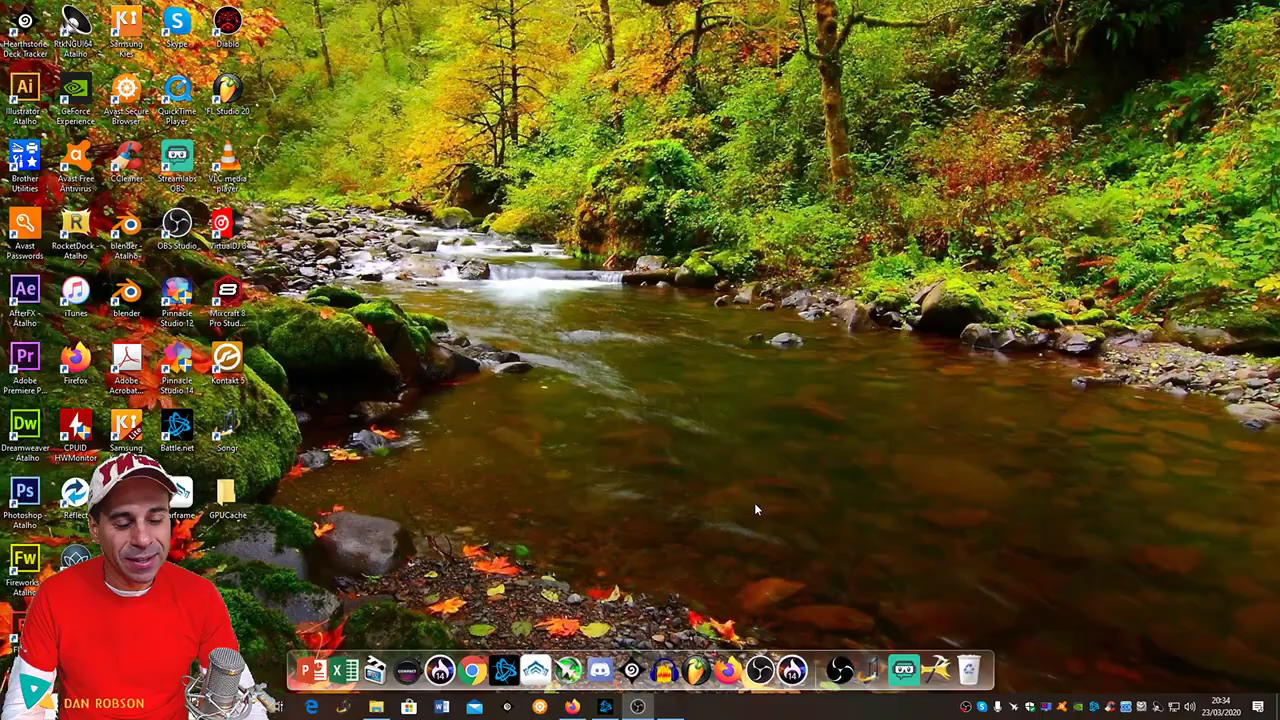 Hearthstone
Deck Tracker
RtkNGUI64
Atalho
Samsung
Kies
Skype
Diablo
Illustrator -
Atalho
GeForce
Experience
Avast Secure
Browser
QuickTime
Player
FL Studio 20
Brother
Utilities
Avast Free
Antivirus
CCleaner
Streamlabs
OBS
VLC media
player
Avast
Passwords
RocketDock -
Atalho
blender -
Atalho
OBS Studio
VirtualDJ 8
AfterFX -
Atalho
iTunes
blender
Pinnacle
Studio 12
Mixcraft 8
Pro Stud...
Adobe
Premiere P...
Firefox
Adobe
Acrobat...
Pinnacle
Studio 14
Kontakt 5
Dreamweaver
- Atalho
CPUID
HWMonitor
Samsung
Battle.net
Songr
Photoshop -
Atalho
Reflect
GPUCache
Fireworks -
Atalho
DAN ROBSON
20:34
23/03/2020